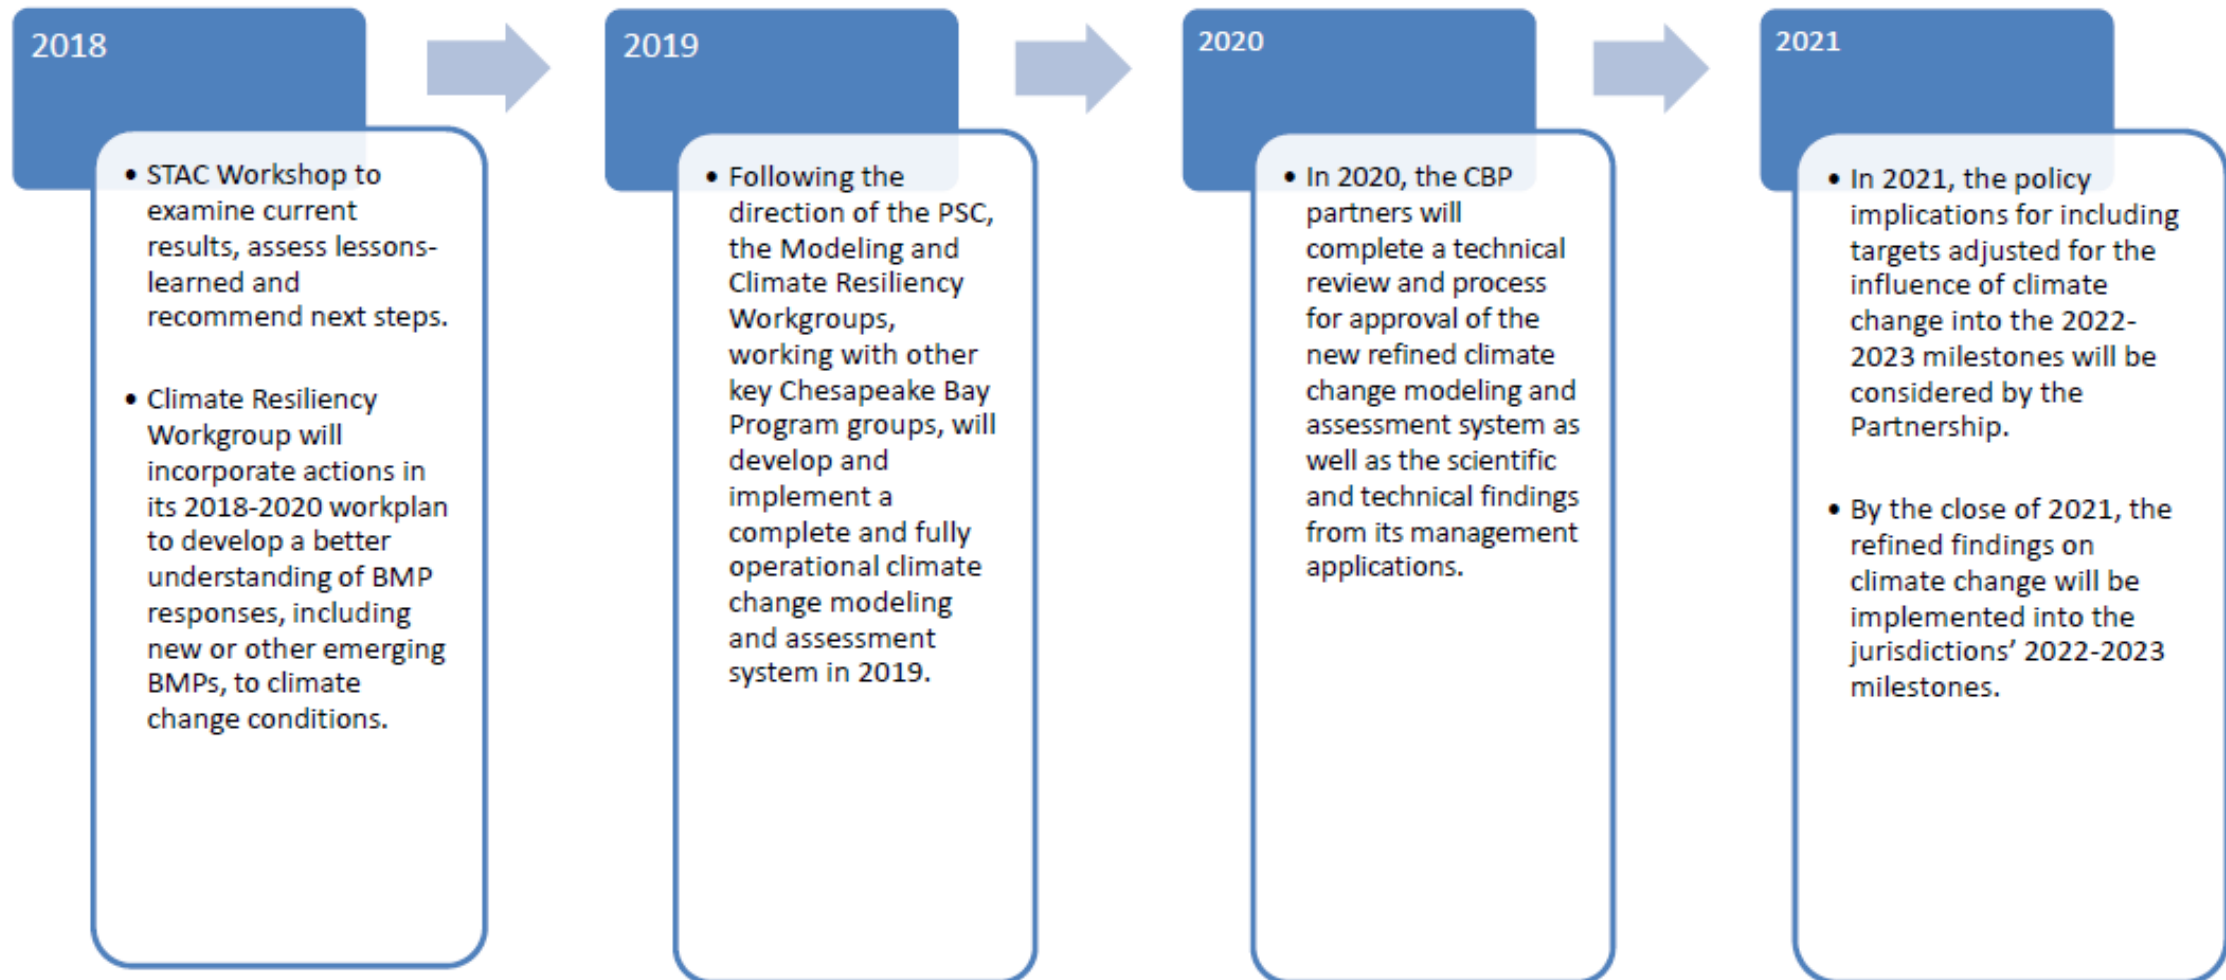 2018
• STAC Workshop to
examine current
results, assess lessons-
learned and
recommend next steps.
• Climate Resiliency
Workgroup will
incorporate actions in
its 2018-2020 workplan
to develop a better
understanding of BMP
responses, including
new or other emerging
BMPs, to climate
change conditions.
2019
• Following the
direction of the PSC,
the Modeling and
Climate Resiliency
Workgroups,
working with other
key Chesapeake Bay
Program groups, will
develop and
implement a
complete and fully
operational climate
change modeling
and assessment
system in 2019.
2020
• In 2020, the CBP
partners will
complete a technical
review and process
for approval of the
new refined climate
change modeling and
assessment system as
well as the scientific
and technical findings
from its management
applications.
2021
• In 2021, the policy
implications for including
targets adjusted for the
influence of climate
change into the 2022-
2023 milestones will be
considered by the
Partnership.
• By the close of 2021, the
refined findings on
climate change will be
implemented into the
jurisdictions’ 2022-2023
milestones.